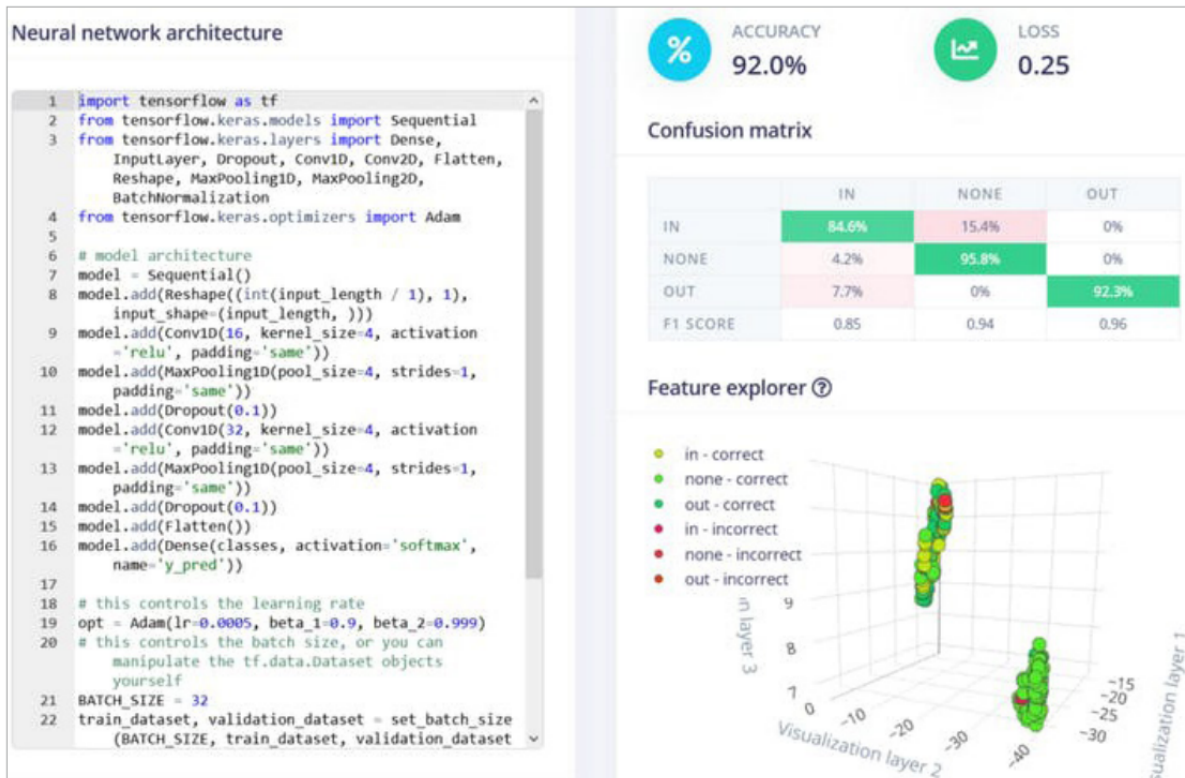 Neural network architecture
1 import tensorflow as tf
2 from tensorflow.keras.models import Sequential
3 from tensorflow.keras.layers import Dense,
InputLayer, Dropout, Conv1D, Conv2D, Flatten,
Reshape, MaxPooling1D, MaxPooling2D,
BatchNormalization
4 from tensorflow.keras.optimizers import Adam
5
6 # model architecture
7 model = Sequential()
8 model.add(Reshape((int(input_length / 1), 1),
input_shape=(input_length, )))
9 model.add(Conv1D(16, kernel_size=4, activation
='relu', padding='same'))
10 model.add(MaxPooling1D(pool_size=4, strides=1,
padding='same'))
11 model.add(Dropout(0.1))
12 model.add(Conv1D(32, kernel_size=4, activation
='relu', padding='same'))
13 model.add(MaxPooling1D(pool_size=4, strides=1,
padding='same'))
14 model.add(Dropout(0.1))
15 model.add(Flatten())
16 model.add(Dense(classes, activation='softmax',
name='y_pred'))
17
18 # this controls the learning rate
19 opt = Adam(lr=0.0005, beta_1=0.9, beta_2=0.999)
20 # this controls the batch size, or you can
manipulate the tf.data.Dataset objects
yourself
21 BATCH_SIZE = 32
22 train_dataset, validation_dataset = set_batch_size
(BATCH_SIZE, train_dataset, validation_dataset
%
ACCURACY
92.0%
LOSS
0.25
Confusion matrix
IN NONE OUT
IN 84.6% 15.4% 0%
NONE 4.2% 95.8% 0%
OUT 7.7% 0% 92.3%
F1 SCORE 0.85 0.94 0.96
Feature explorer ?
in - correct
none - correct
out - correct
in - incorrect
none - incorrect
out - incorrect
9
8
7
n layer 3
0
-10
-20
-30
-40
Visualization layer 2
-15
-20
-25
-30
sualization layer 1